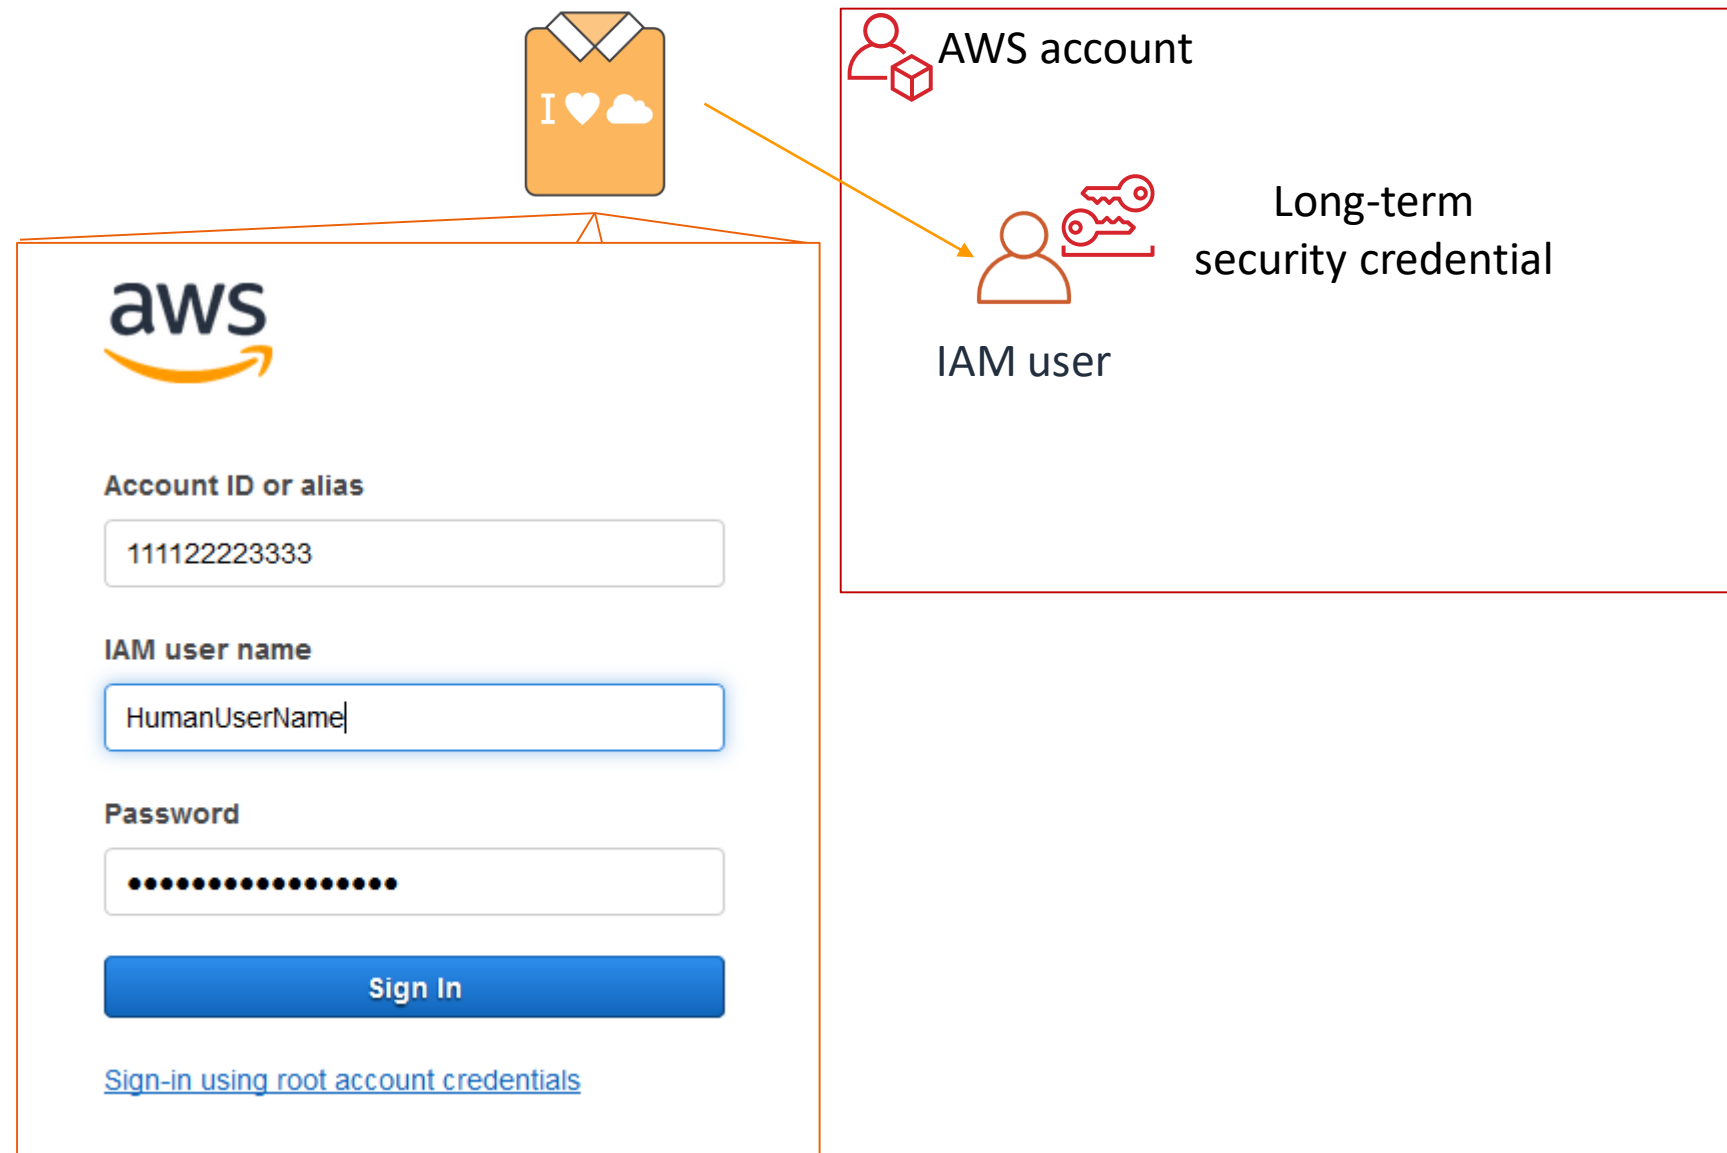 I
AWS account
Long-term
security credential
IAM user
aws
Account ID or alias
111122223333
IAM user name
HumanUserName
Password
•••••••••••••••••
Sign In
Sign-in using root account credentials